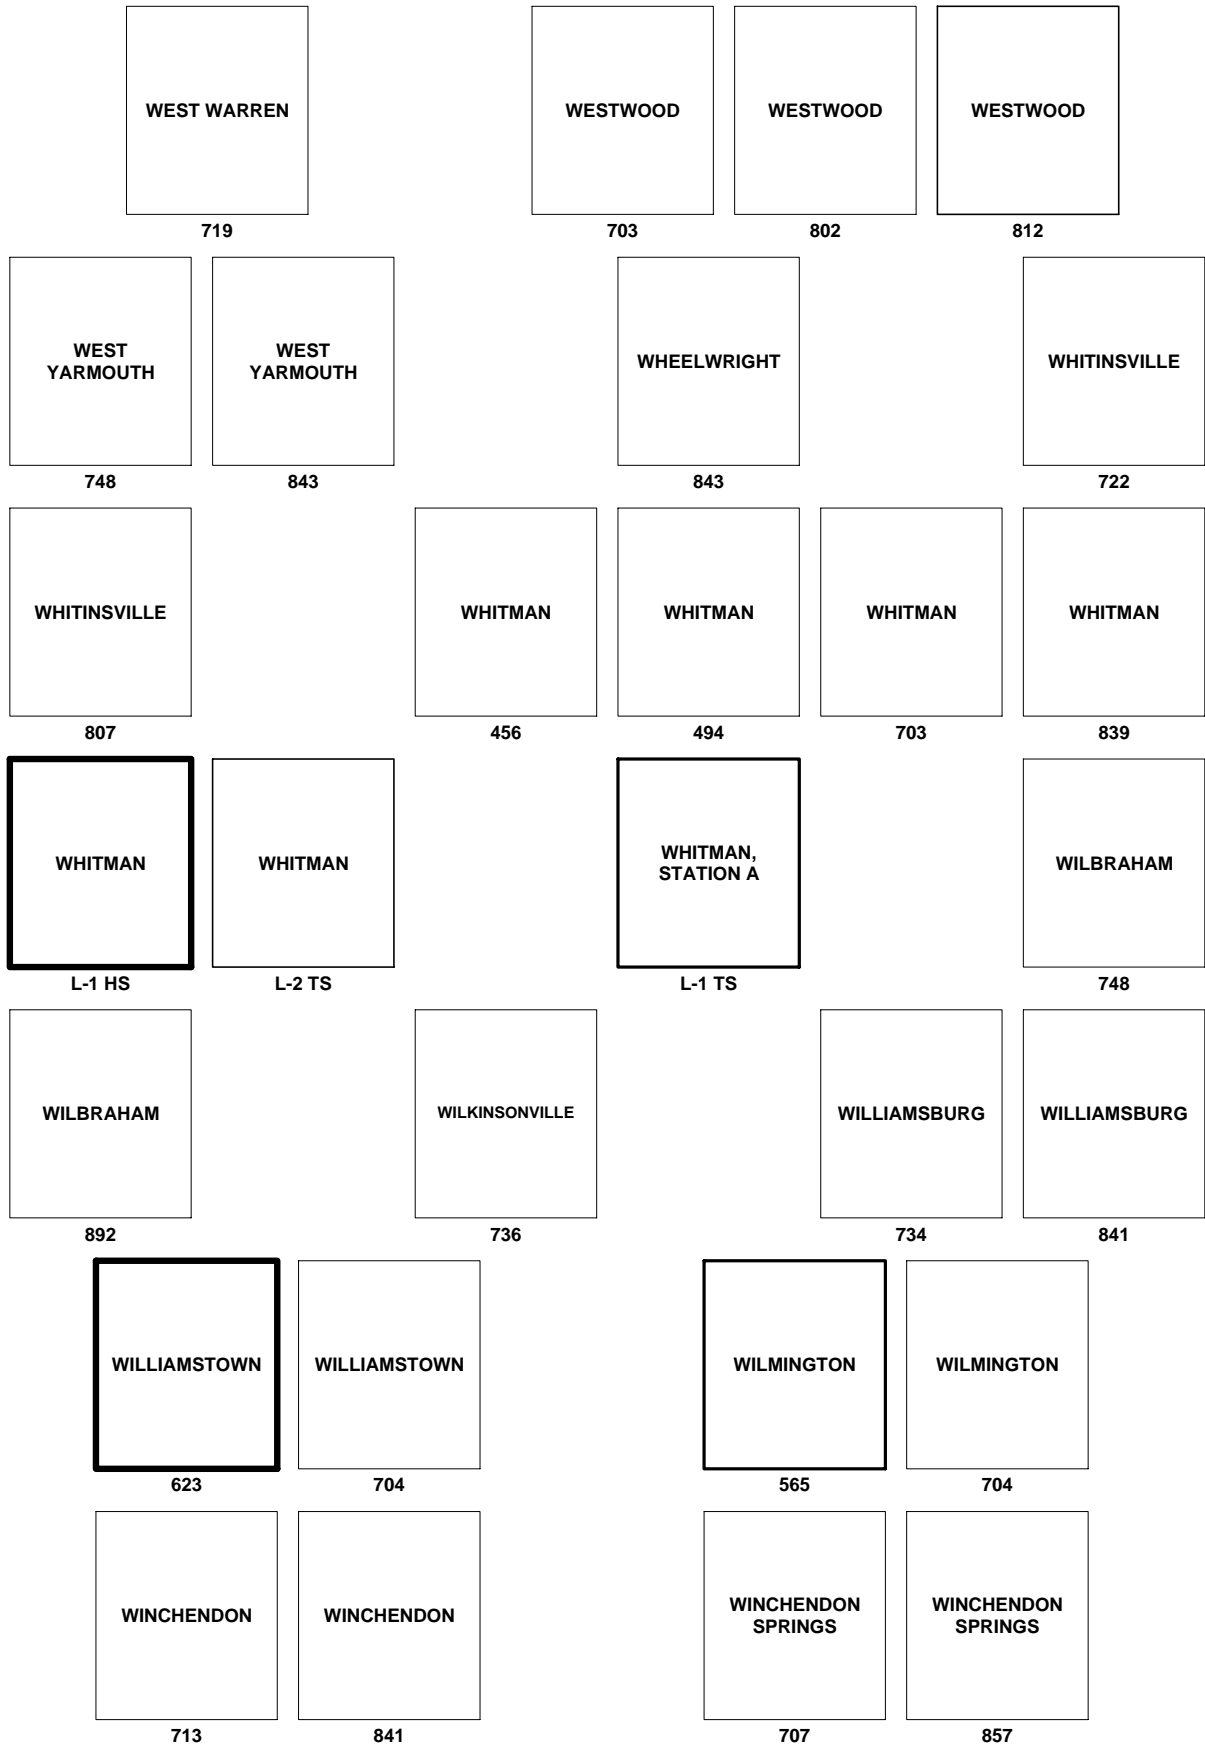 WEST WARREN
719
WESTWOOD
703
WESTWOOD
802
WESTWOOD
812
WEST
YARMOUTH
748
WEST
YARMOUTH
843
WHEELWRIGHT
843
WHITINSVILLE
722
WHITINSVILLE
807
WHITMAN
456
WHITMAN
494
WHITMAN
703
WHITMAN
839
WHITMAN
L-1 HS
WHITMAN
L-2 TS
WHITMAN,
STATION A
L-1 TS
WILBRAHAM
748
WILBRAHAM
892
WILKINSONVILLE
736
WILLIAMSBURG
734
WILLIAMSBURG
841
WILLIAMSTOWN
623
WILLIAMSTOWN
704
WILMINGTON
565
WILMINGTON
704
WINCHENDON
713
WINCHENDON
841
WINCHENDON
SPRINGS
707
WINCHENDON
SPRINGS
857